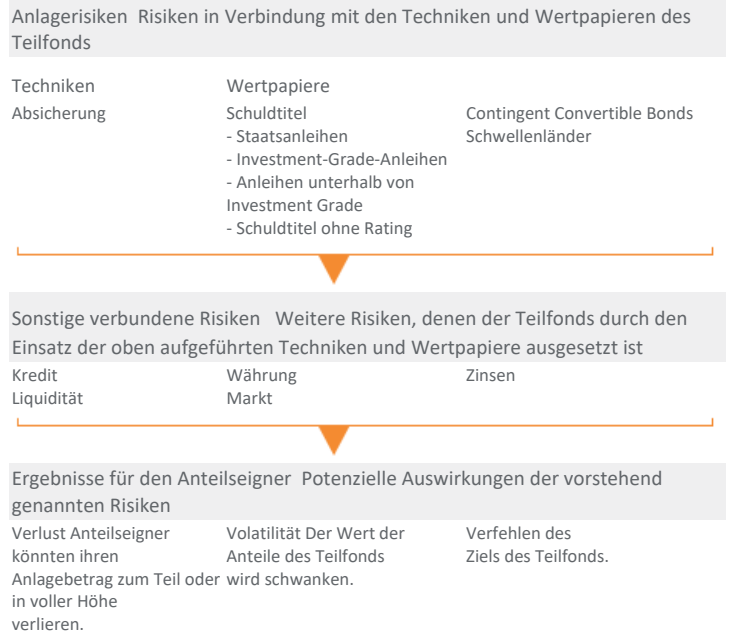 Anlagerisiken Risiken in Verbindung mit den Techniken und Wertpapieren des
Teilfonds
Techniken
Absicherung
Wertpapiere
Schuldtitel
- Staatsanleihen
- Investment-Grade-Anleihen
- Anleihen unterhalb von
Investment Grade
- Schuldtitel ohne Rating
Contingent Convertible Bonds
Schwellenländer
Sonstige verbundene Risiken Weitere Risiken, denen der Teilfonds durch den
Einsatz der oben aufgeführten Techniken und Wertpapiere ausgesetzt ist
Kredit
Liquidität
Währung
Markt
Zinsen
Ergebnisse für den Anteilseigner Potenzielle Auswirkungen der vorstehend
genannten Risiken
Verlust Anteilseigner
könnten ihren
Anlagebetrag zum Teil oder
in voller Höhe
verlieren.
Volatilität Der Wert der
Anteile des Teilfonds
wird schwanken.
Verfehlen des
Ziels des Teilfonds.